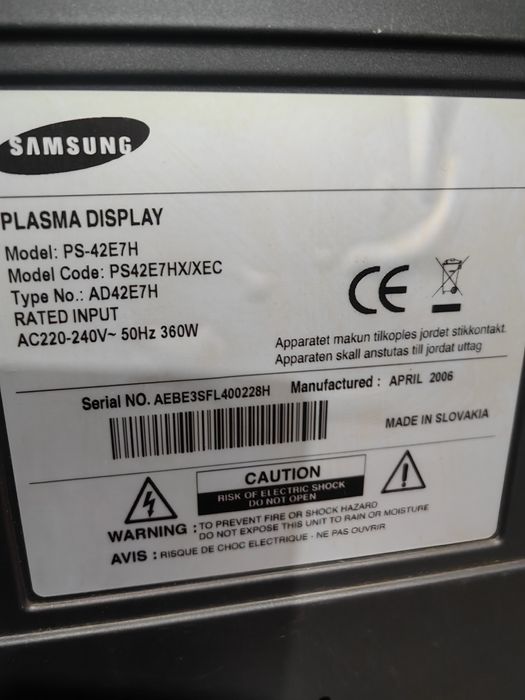 SAMSUNG
PLASMA DISPLAY
Model: PS-42E7H
Model Code: PS42E7HX/XEC
Type No.: AD42E7H
RATED INPUT
AC220-240V~ 50Hz 360W
CE
Apparatet makun tilkoples jordet stikkontakt.
Apparaten skall anstutas till jordat uttag
Serial NO. AEBE3SFL400228H Manufactured : APRIL 2006
MADE IN SLOVAKIA
CAUTION
RISK OF ELECTRIC SHOCK
DO NOT OPEN
WARNING : TO PREVENT FIRE OR SHOCK HAZARD
DO NOT EXPOSE THIS UNIT TO RAIN OR MOISTURE
AVIS : RISQUE DE CHOC ELECTRIQUE - NE PAS OUVRIR